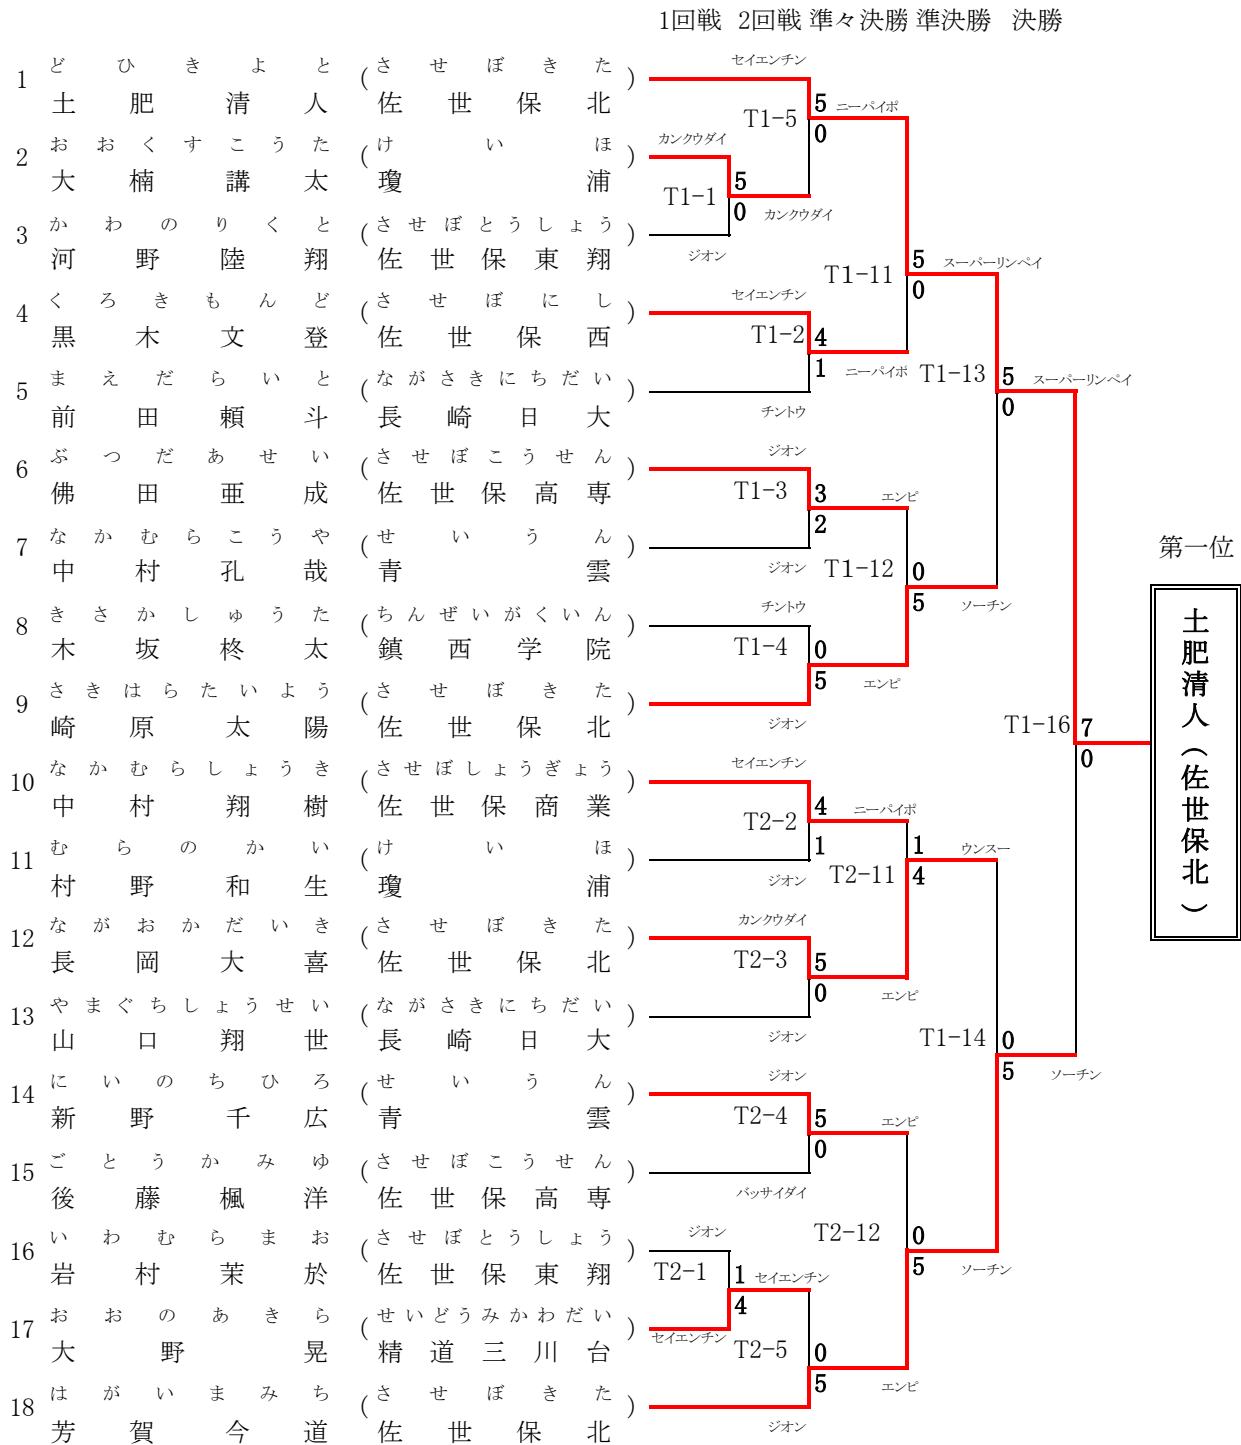 1回戦 2回戦 準々決勝 準決勝 決勝
どひきよと (させぼきた)
1 土肥清人 佐世保北
おおくすこうた (けいほ)
2 大楠講太 瓊浦
かわのりくと (させぼとうしょう)
3 河野陸翔 佐世保東翔
くろきもんど (させぼにし)
4 黒木文登 佐世保西
まえだらいと (ながさきにちだい)
5 前田頼斗 長崎日大
ぶつだあせい (させぼこうせん)
6 佛田亜成 佐世保高専
なかむらこうや (せいうん)
7 中村孔哉 青雲
きさかしゅうた (ちんぜいがくいん)
8 木坂柊太 鎮西学院
さきはらたいよう (させぼきた)
9 崎原太陽 佐世保北
なかむらしょうき (させぼしょうぎょう)
10 中村翔樹 佐世保商業
むらのかい (けいほ)
11 村野和生 瓊浦
ながおかだいき (させぼきた)
12 長岡大喜 佐世保北
やまぐちしょうせい (ながさきにちだい)
13 山口翔世 長崎日大
にいのちひろ (せいうん)
14 新野千広 青雲
ごとうかみゆ (させぼこうせん)
15 後藤楓洋 佐世保高専
いわむらまお (させぼとうしょう)
16 岩村茉於 佐世保東翔
おおのあきら (せいどうみかわだい)
17 大野晃 精道三川台
はがいまみち (させぼきた)
18 芳賀今道 佐世保北
カンクウダイ
T1-1
5
0
ジオン
T2-1
ジオン
1
4
セイエンチン
セイエンチン
T1-5
5
0
カンクウダイ
セイエンチン
T1-2
4
1
チントウ
ジオン
T1-3
3
2
ジオン
チントウ
T1-4
0
5
ジオン
セイエンチン
T2-2
4
1
ジオン
カンクウダイ
T2-3
5
0
ジオン
ジオン
T2-4
5
0
バッサイダイ
セイエンチン
T2-5
0
5
ジオン
ニーパイポ
T1-11
5
0
ニーパイポ
エンピ
T1-12
0
5
エンピ
ニーパイポ
T2-11
1
4
エンピ
エンピ
T2-12
0
5
エンピ
スーパーリンペイ
T1-13
5
0
ソーチン
ウンスー
T1-14
0
5
ソーチン
スーパーリンペイ
T1-16
7
0
ソーチン
第一位
土肥清人(佐世保北)